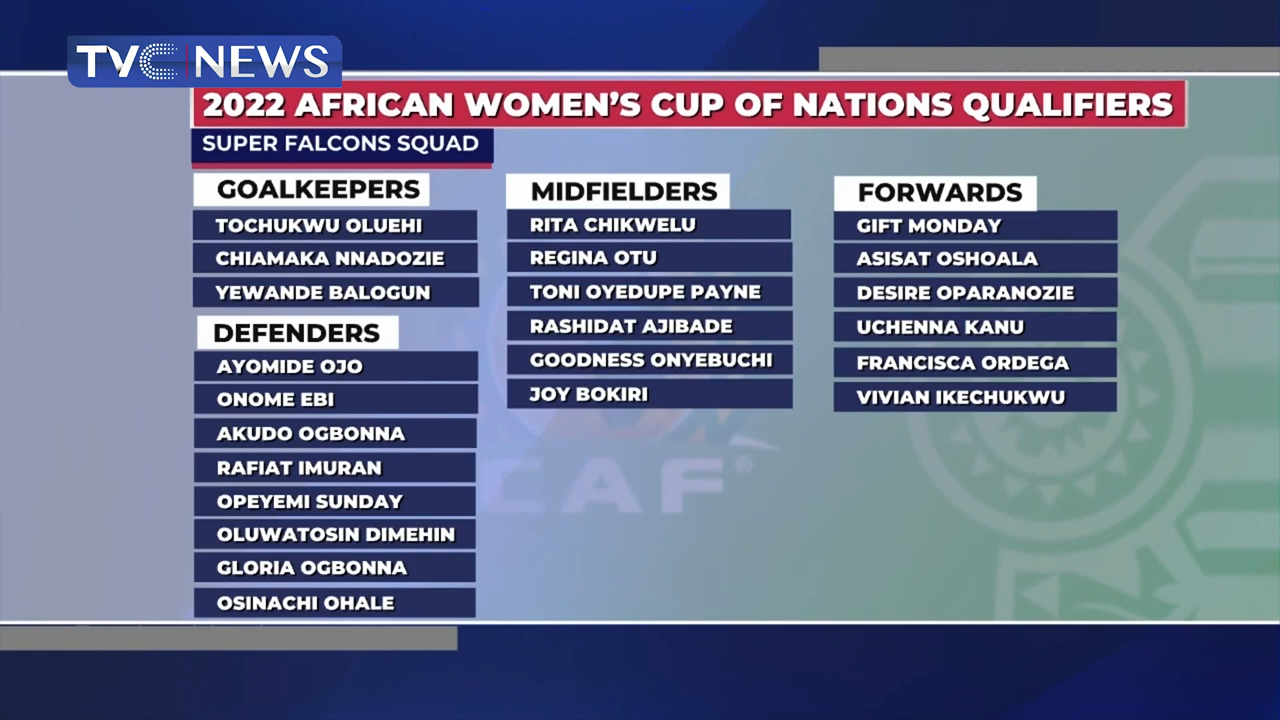 TVC NEWS
2022 AFRICAN WOMEN'S CUP OF NATIONS QUALIFIERS
SUPER FALCONS SQUAD
GOALKEEPERS
TOCHUKWU OLUEHI
CHIAMAKA NNADOZIE
YEWANDE BALOGUN
DEFENDERS
AYOMIDE OJO
ONOME EBI
AKUDO OGBONNA
RAFIAT IMURAN
OPEYEMI SUNDAY
OLUWATOSIN DIMEHIN
GLORIA OGBONNA
OSINACHI OHALE
MIDFIELDERS
RITA CHIKWELU
REGINA OTU
TONI OYEDUPE PAYNE
RASHIDAT AJIBADE
GOODNESS ONYEBUCHI
JOY BOKIRI
FORWARDS
GIFT MONDAY
ASISAT OSHOALA
DESIRE OPARANOZIE
UCHENNA KANU
FRANCISCA ORDEGA
VIVIAN IKECHUKWU
CAF